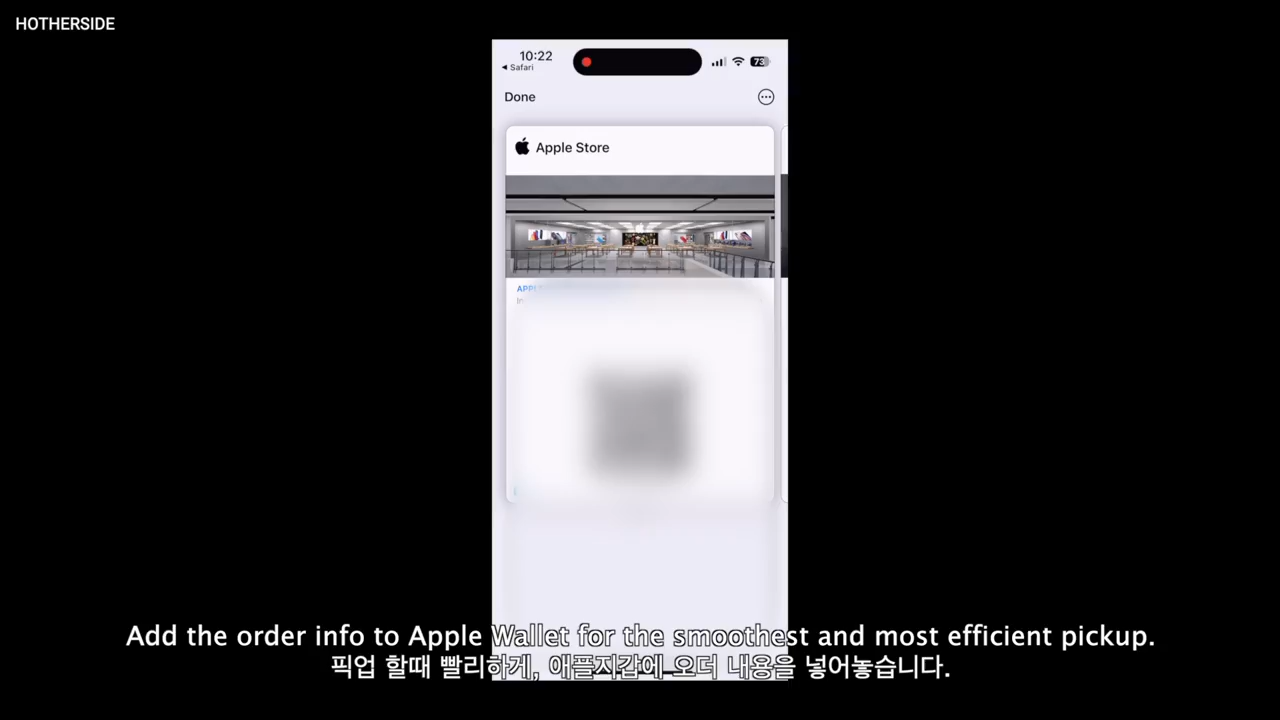 HOTHERSIDE
10:22
Safari
73
Done
Apple Store
Add the order info to Apple Wallet for the smoothest and most efficient pickup.
픽업 할때 빨리하게, 애플지갑에 오더 내용을 넣어놓습니다.